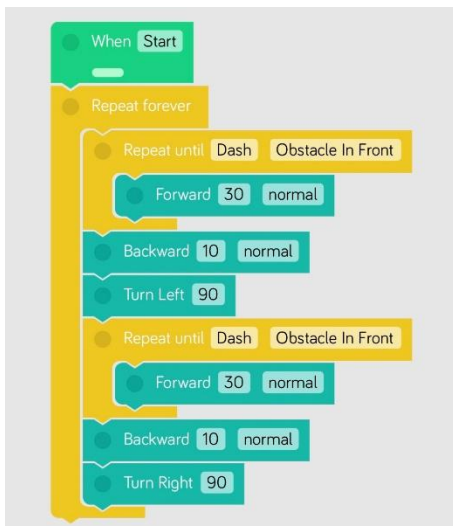 When Start
Repeat forever
Repeat until Dash Obstacle In Front
Forward 30 normal
Backward 10 normal
Turn Left 90
Repeat until Dash Obstacle In Front
Forward 30 normal
Backward 10 normal
Turn Right 90